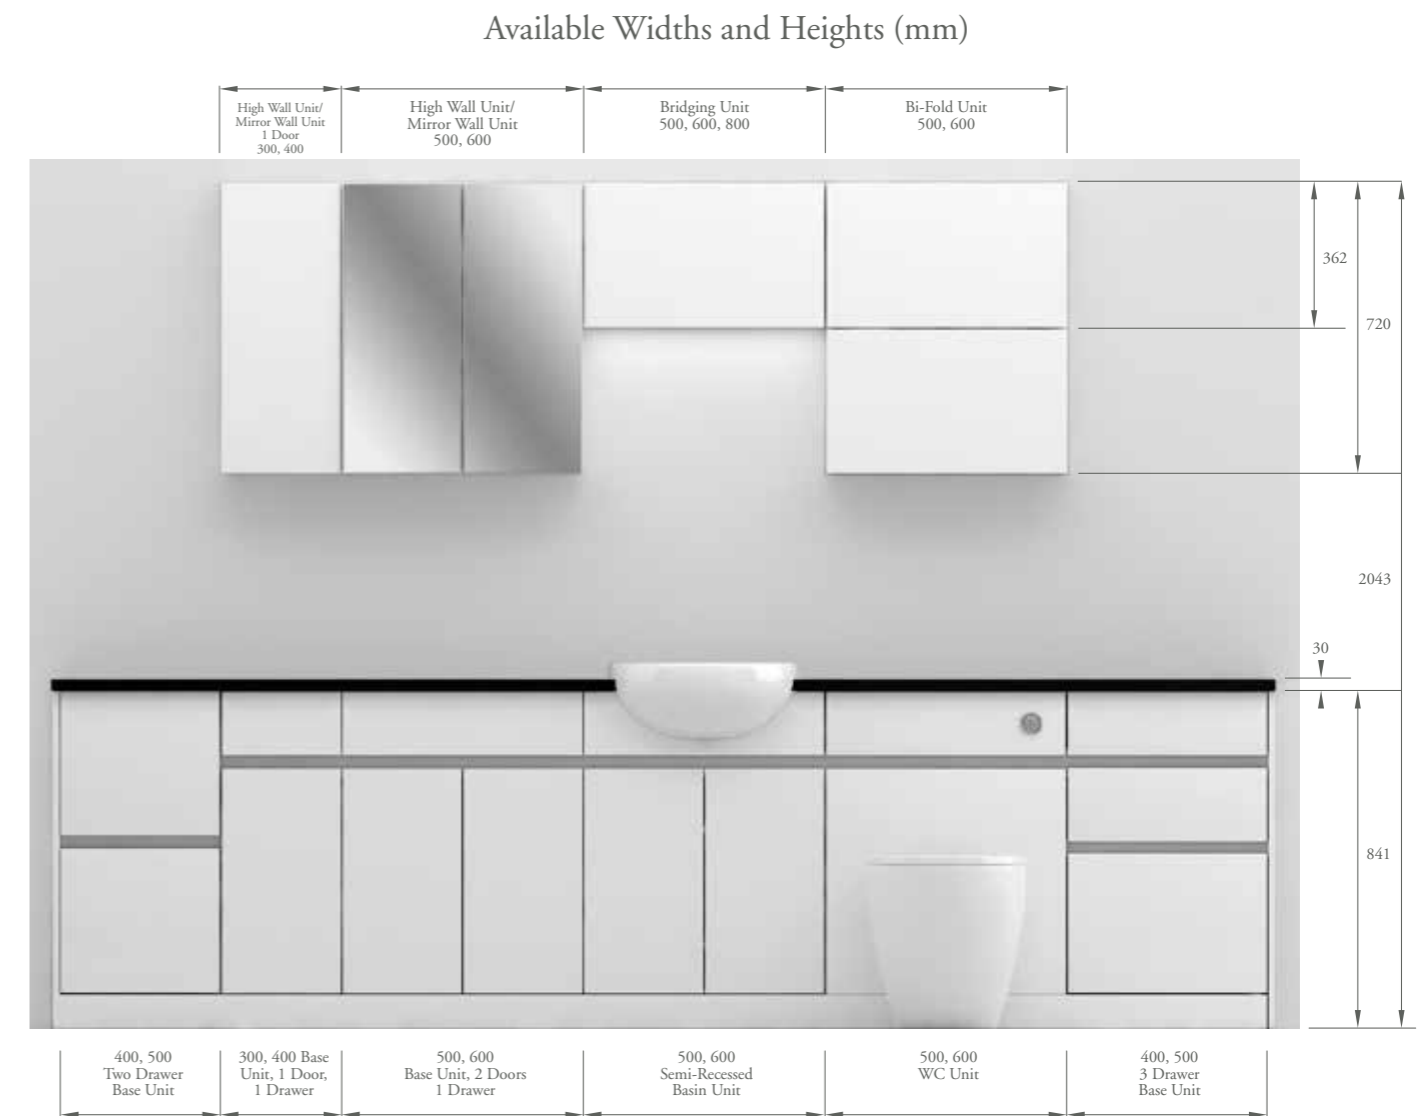 Available Widths and Heights (mm)
High Wall Unit/
Mirror Wall Unit
1 Door
300, 400
High Wall Unit/
Mirror Wall Unit
500, 600
Bridging Unit
500, 600, 800
Bi-Fold Unit
500, 600
362
720
2043
30
841
400, 500
Two Drawer
Base Unit
300, 400 Base
Unit, 1 Door,
1 Drawer
500, 600
Base Unit, 2 Doors
1 Drawer
500, 600
Semi-Recessed
Basin Unit
500, 600
WC Unit
400, 500
3 Drawer
Base Unit